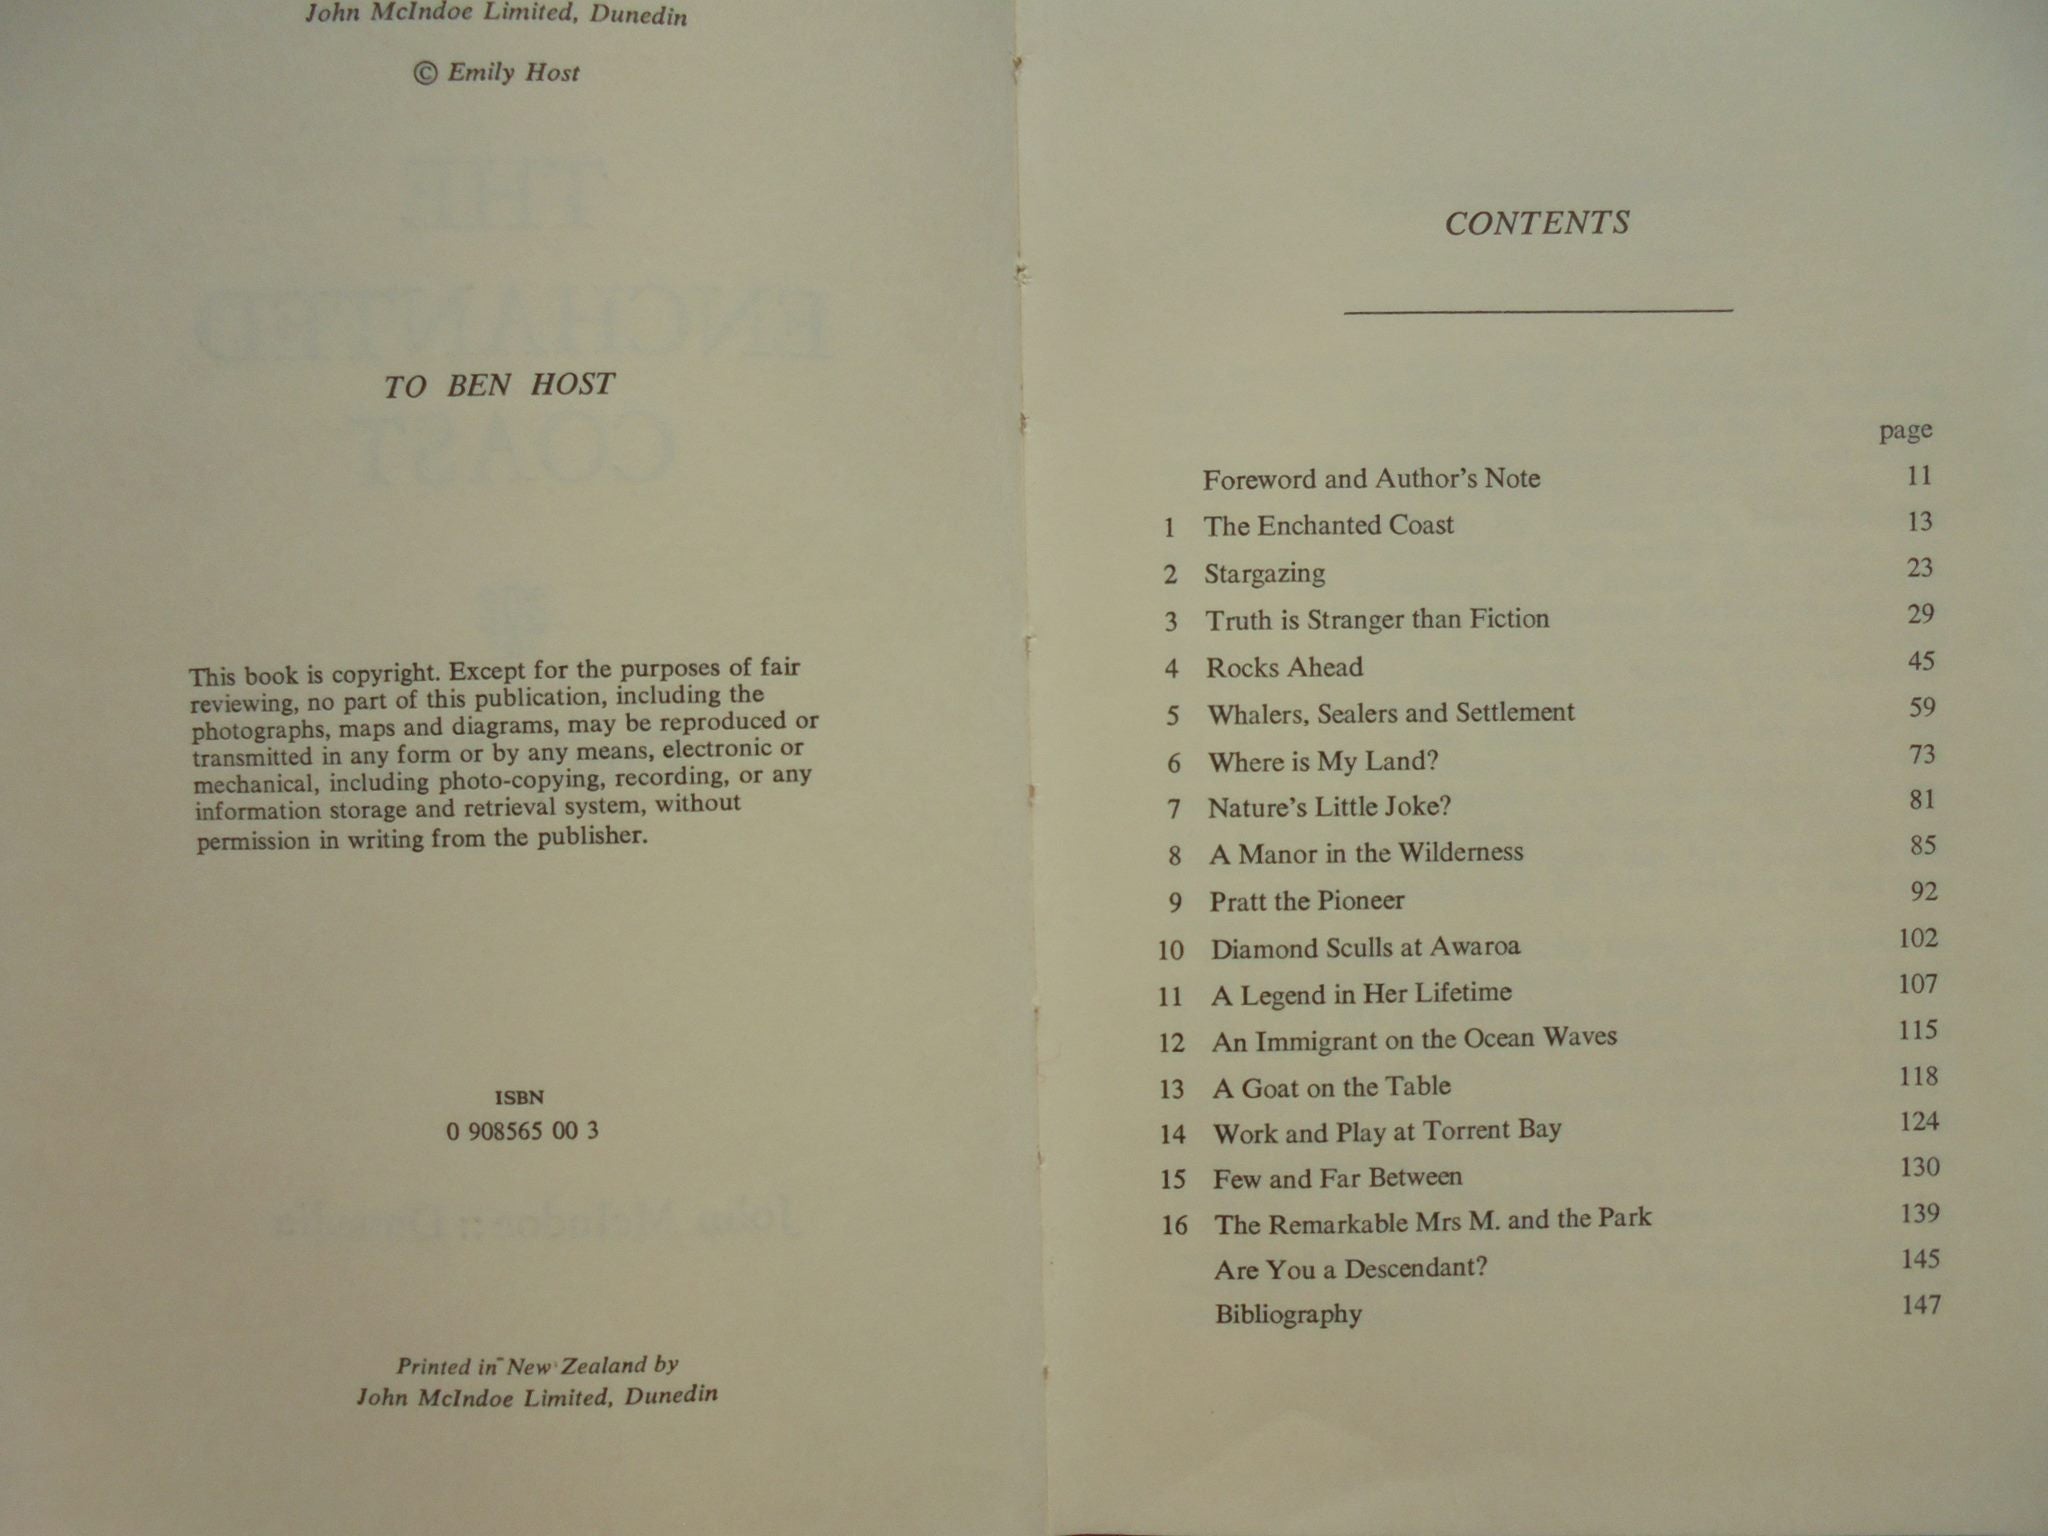 John McIndoe Limited, Dunedin
© Emily Host
TO BEN HOST
This book is copyright. Except for the purposes of fair
reviewing, no part of this publication, including the
photographs, maps and diagrams, may be reproduced or
transmitted in any form or by any means, electronic or
mechanical, including photo-copying, recording, or any
information storage and retrieval system, without
permission in writing from the publisher.
ISBN
0 908565 00 3
Printed in New Zealand by
John McIndoe Limited, Dunedin
CONTENTS
page
Foreword and Author's Note 11
1 The Enchanted Coast 13
2 Stargazing 23
3 Truth is Stranger than Fiction 29
4 Rocks Ahead 45
5 Whalers, Sealers and Settlement 59
6 Where is My Land? 73
7 Nature's Little Joke? 81
8 A Manor in the Wilderness 85
9 Pratt the Pioneer 92
10 Diamond Sculls at Awaroa 102
11 A Legend in Her Lifetime 107
12 An Immigrant on the Ocean Waves 115
13 A Goat on the Table 118
14 Work and Play at Torrent Bay 124
15 Few and Far Between 130
16 The Remarkable Mrs M. and the Park 139
Are You a Descendant? 145
Bibliography 147